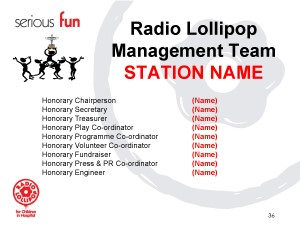 serious fun
Radio Lollipop
Management Team
STATION NAME
Honorary Chairperson (Name)
Honorary Secretary (Name)
Honorary Treasurer (Name)
Honorary Play Co-ordinator (Name)
Honorary Programme Co-ordinator (Name)
Honorary Volunteer Co-ordinator (Name)
Honorary Fundraiser (Name)
Honorary Press & PR Co-ordinator (Name)
Honorary Engineer (Name)
RADIO
LOLLIPOP
for Children
in Hospital
36